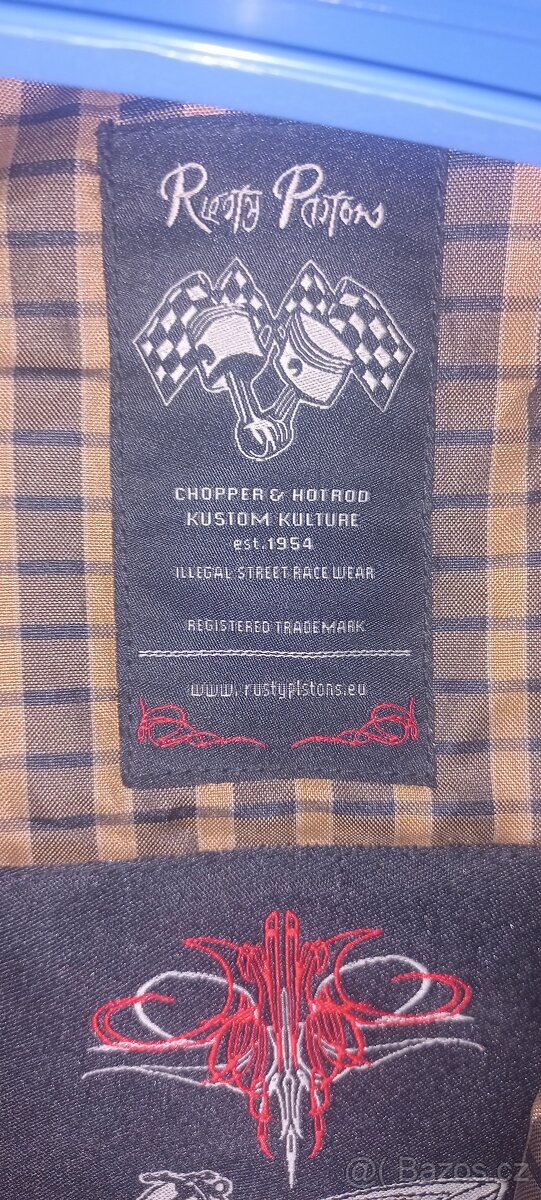 Rusty Pistons
CHOPPER & HOTROD
KUSTOM KULTURE
est.1954
ILLEGAL STREET RACE WEAR
REGISTERED TRADEMARK
www.rustypistons.eu
@( Bazos.cz